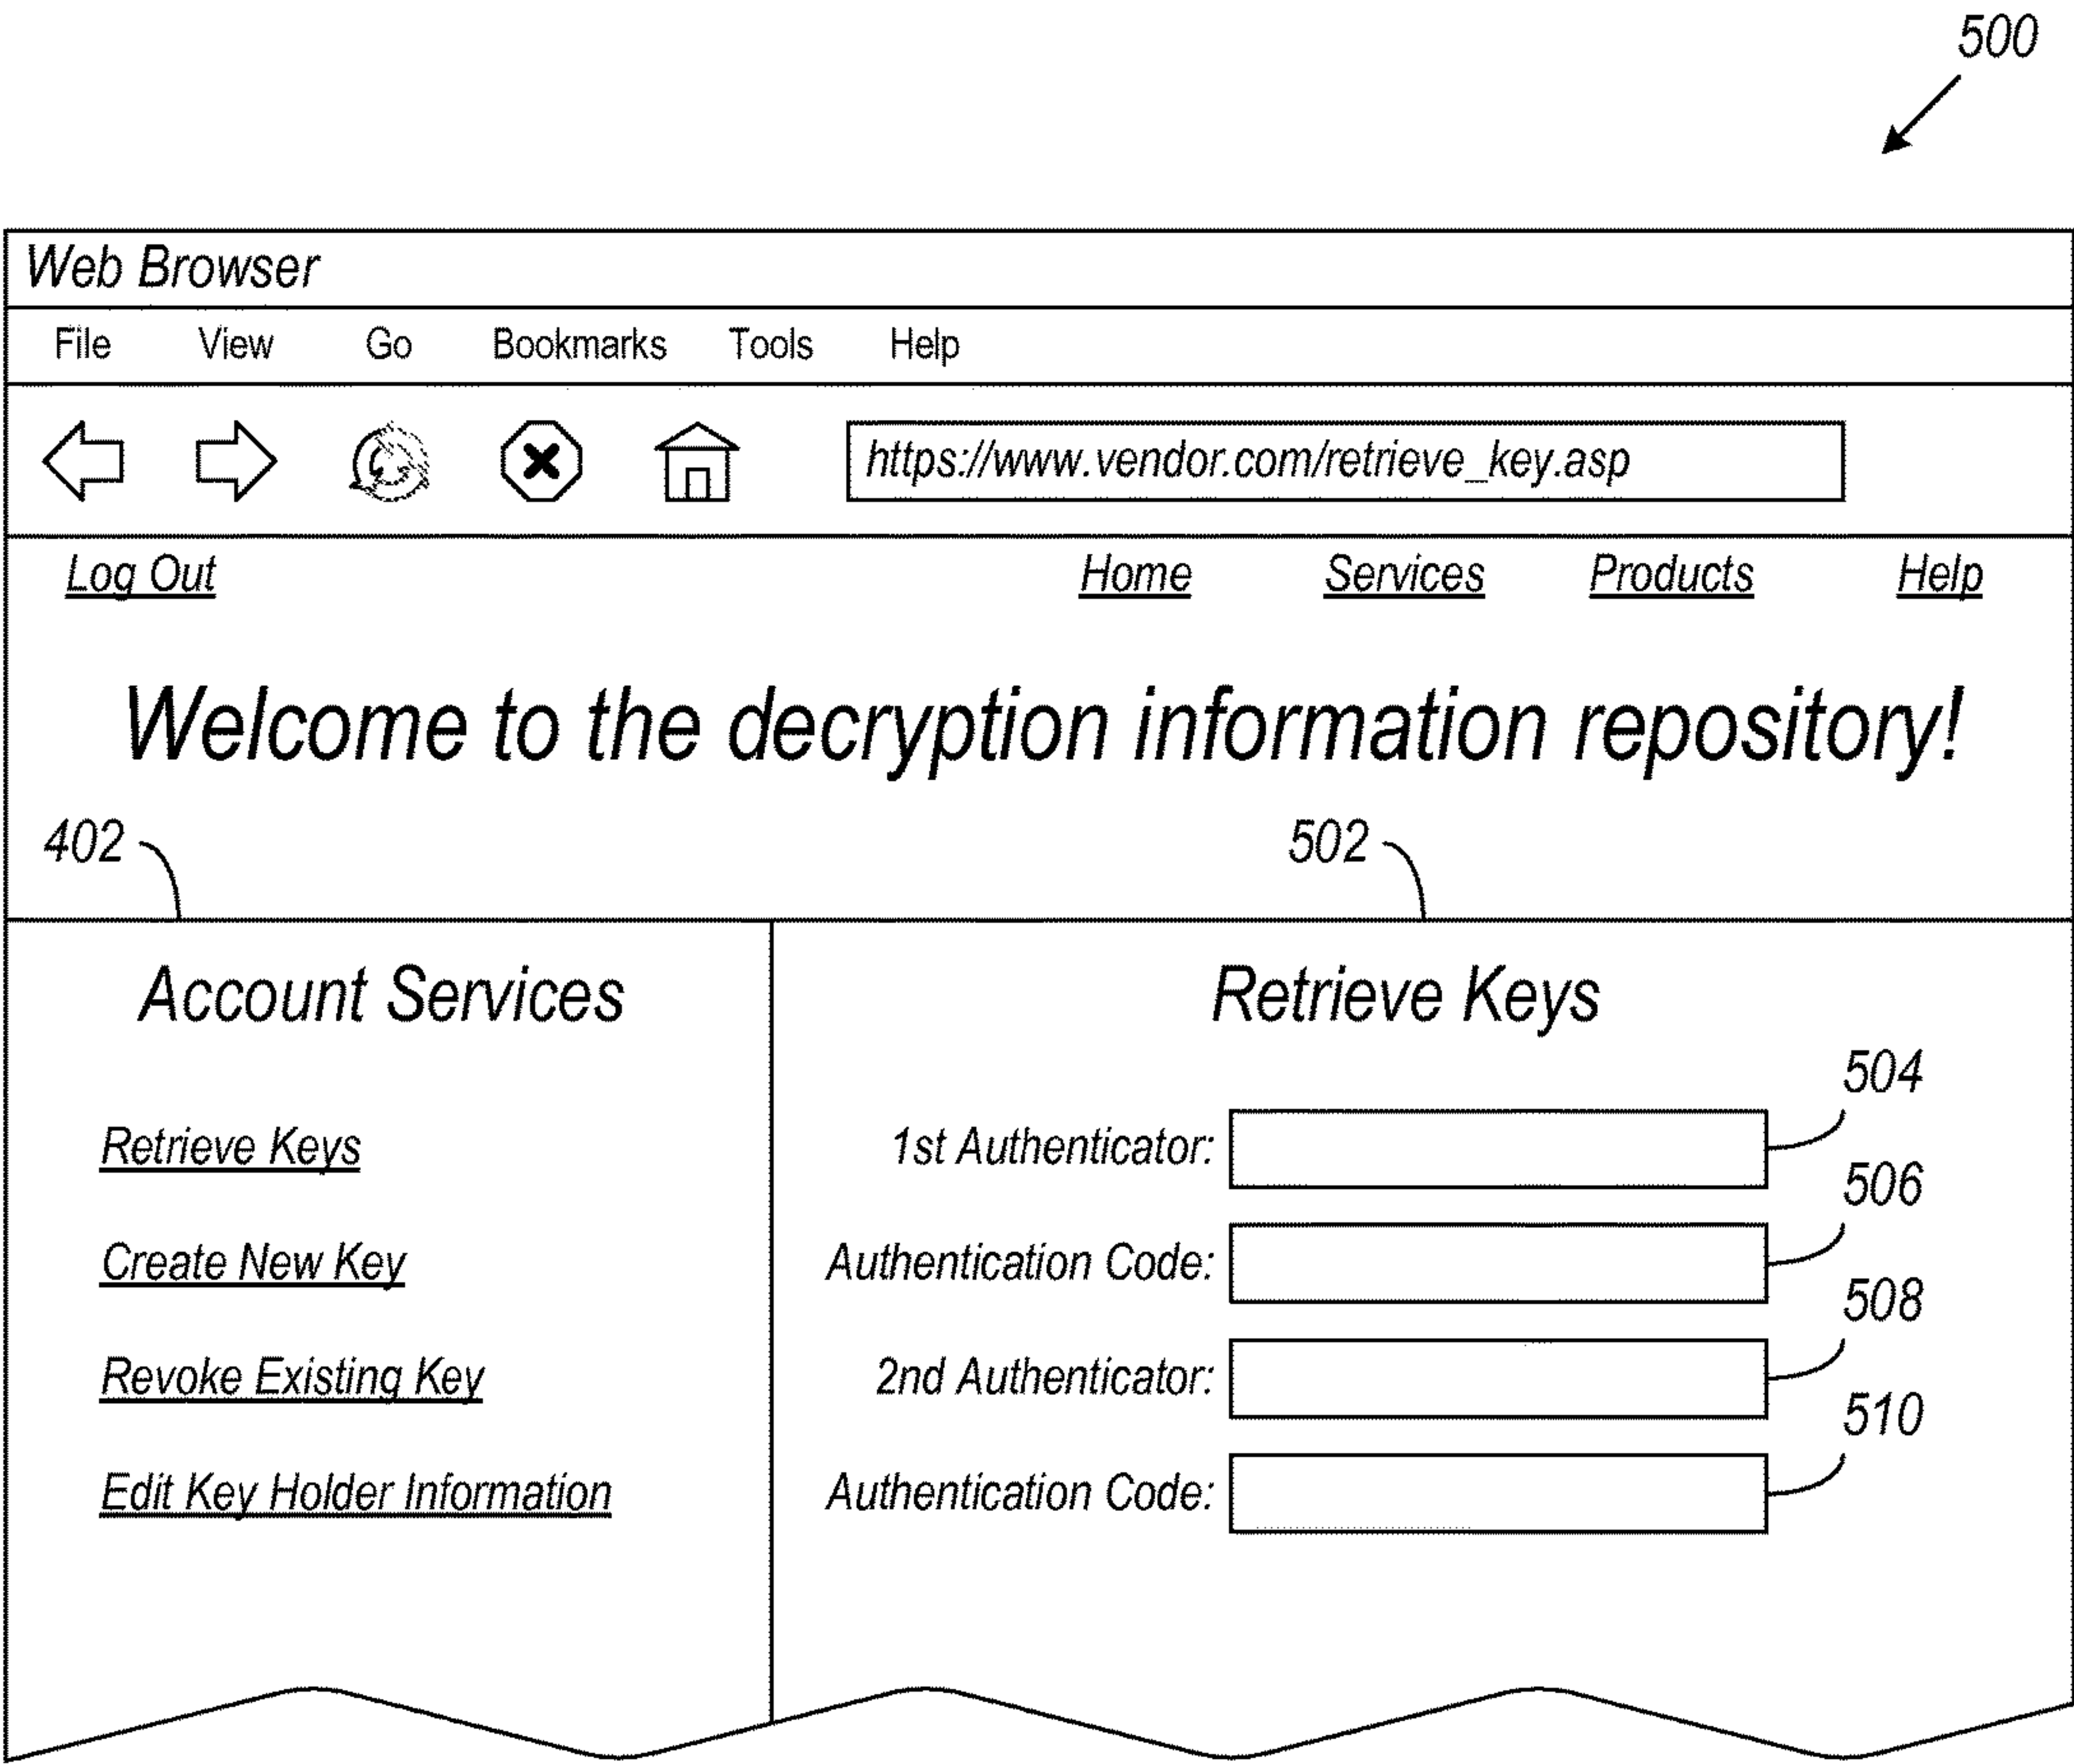 500
Web Browser
File View Go Bookmarks Tools Help
https://www.vendor.com/retrieve_key.asp
Log Out Home Services Products Help
Welcome to the decryption information repository!
402 502
Account Services
Retrieve Keys
Create New Key
Revoke Existing Key
Edit Key Holder Information
Retrieve Keys
504
1st Authenticator:
506
Authentication Code:
508
2nd Authenticator:
510
Authentication Code: